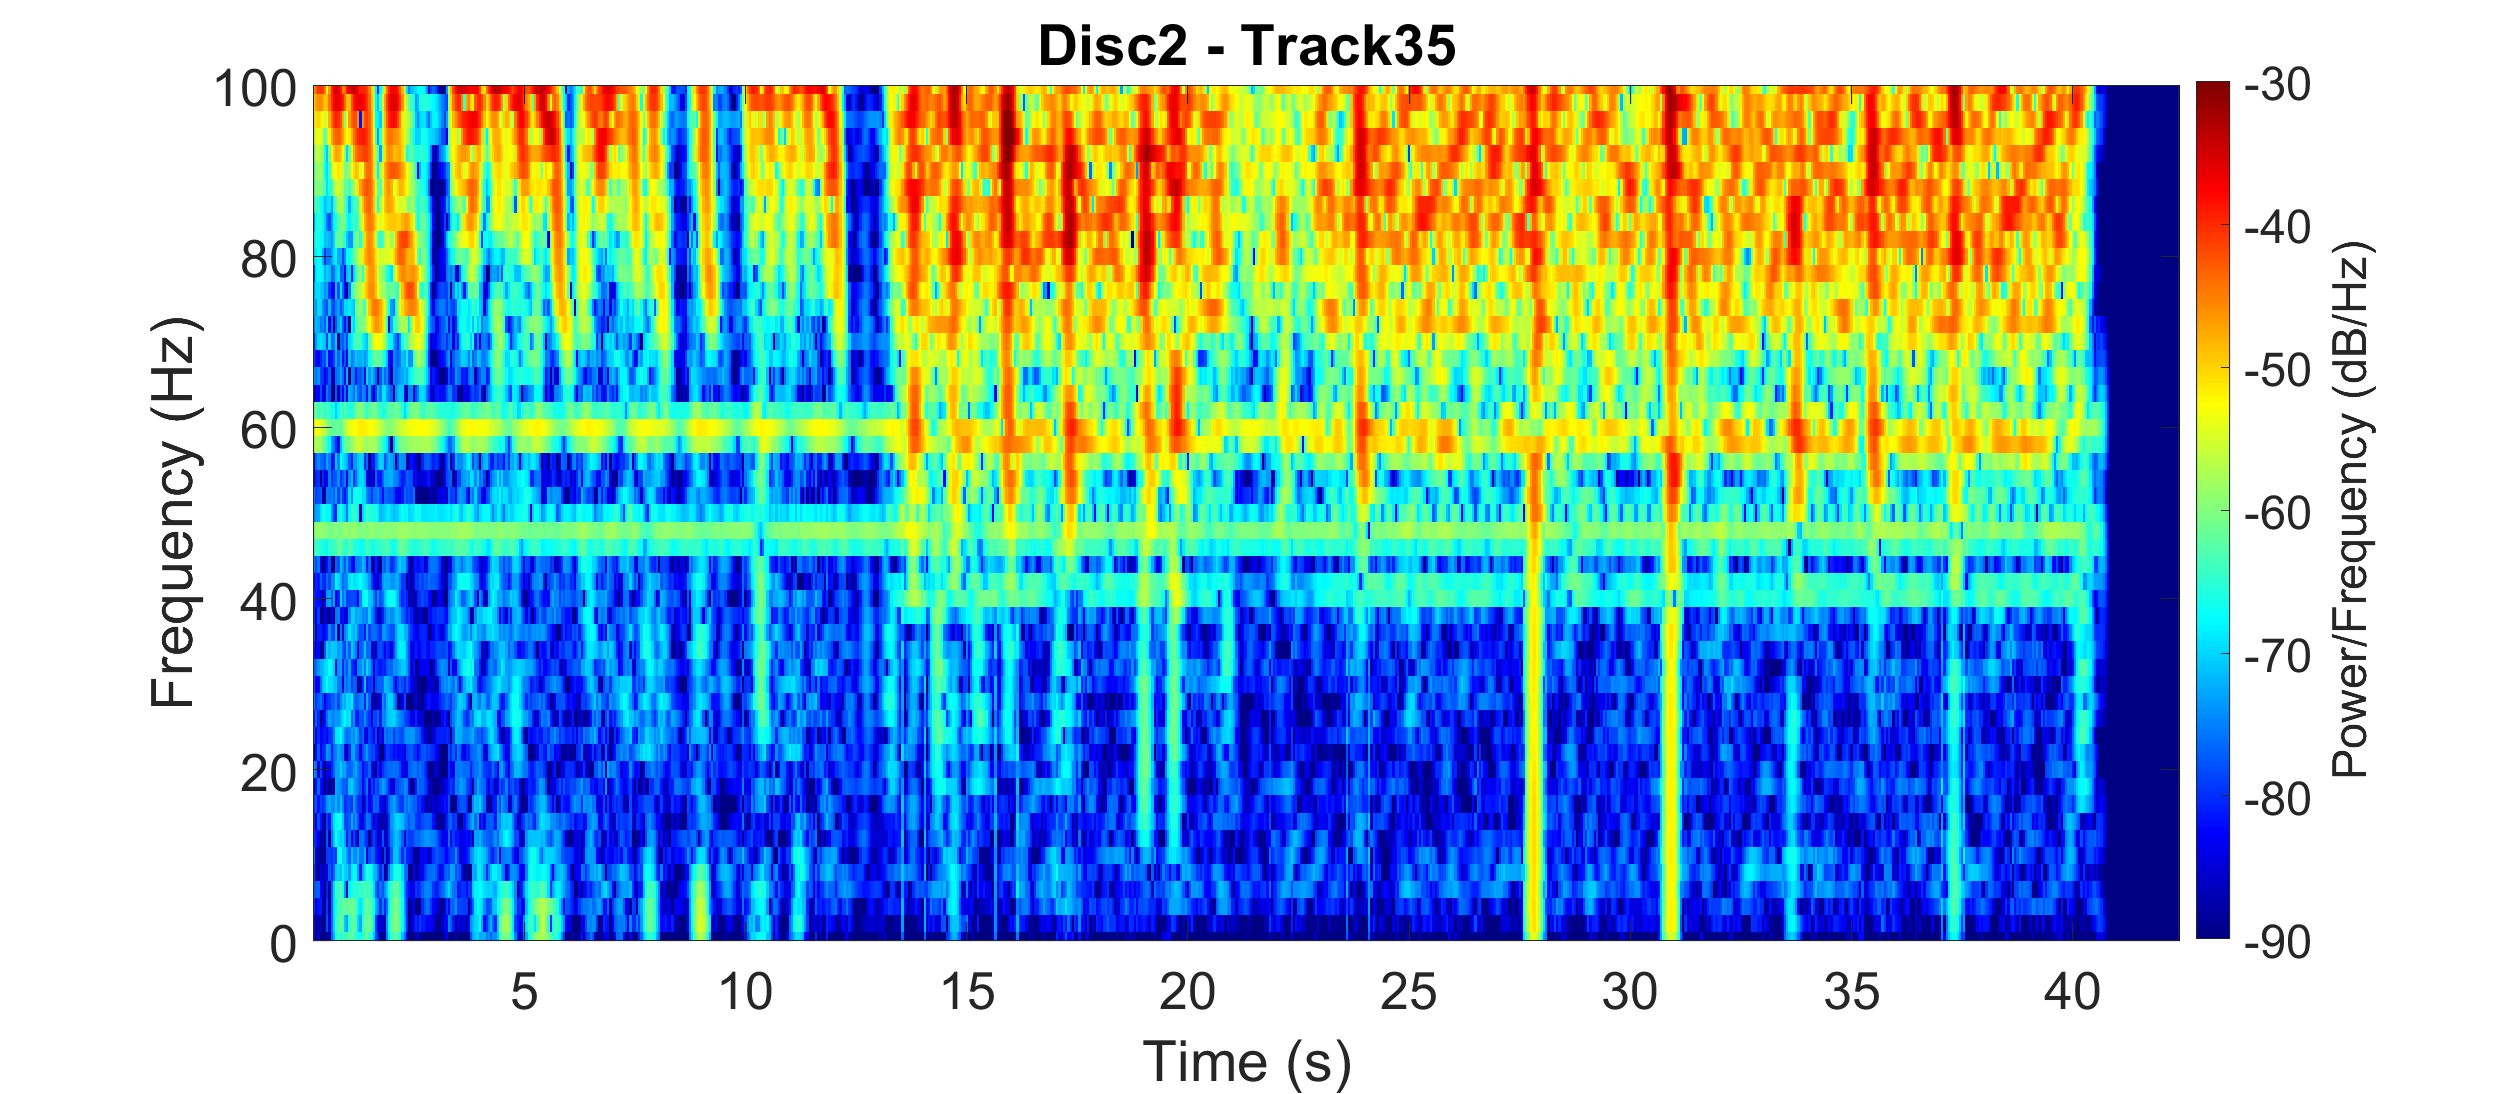 Disc2 - Track35
100
80
60
40
20
0
Frequency (Hz)
5 10 15 20 25 30 35 40
Time (s)
-30
-40
-50
-60
-70
-80
-90
Power/Frequency (dB/Hz)